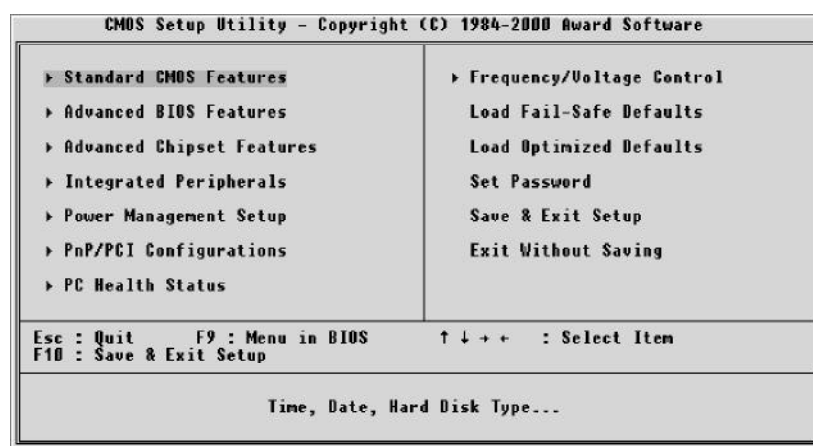 CMOS Setup Utility - Copyright (C) 1984-2000 Award Software
▸ Standard CMOS Features
▸ Advanced BIOS Features
▸ Advanced Chipset Features
▸ Integrated Peripherals
▸ Power Management Setup
▸ PnP/PCI Configurations
▸ PC Health Status
▸ Frequency/Voltage Control
Load Fail-Safe Defaults
Load Optimized Defaults
Set Password
Save & Exit Setup
Exit Without Saving
Esc : Quit F9 : Menu in BIOS ↑ ↓ → ← : Select Item
F10 : Save & Exit Setup
Time, Date, Hard Disk Type...